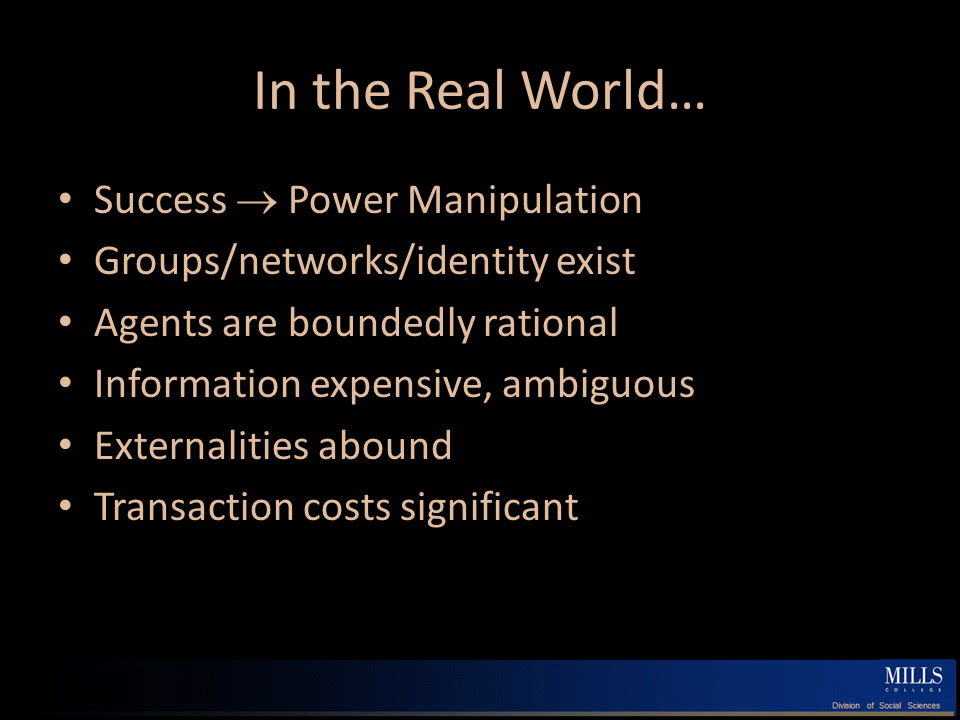 In the Real World…
• Success → Power Manipulation
• Groups/networks/identity exist
• Agents are boundedly rational
• Information expensive, ambiguous
• Externalities abound
• Transaction costs significant
MILLS
COLLEGE
Division of Social Sciences